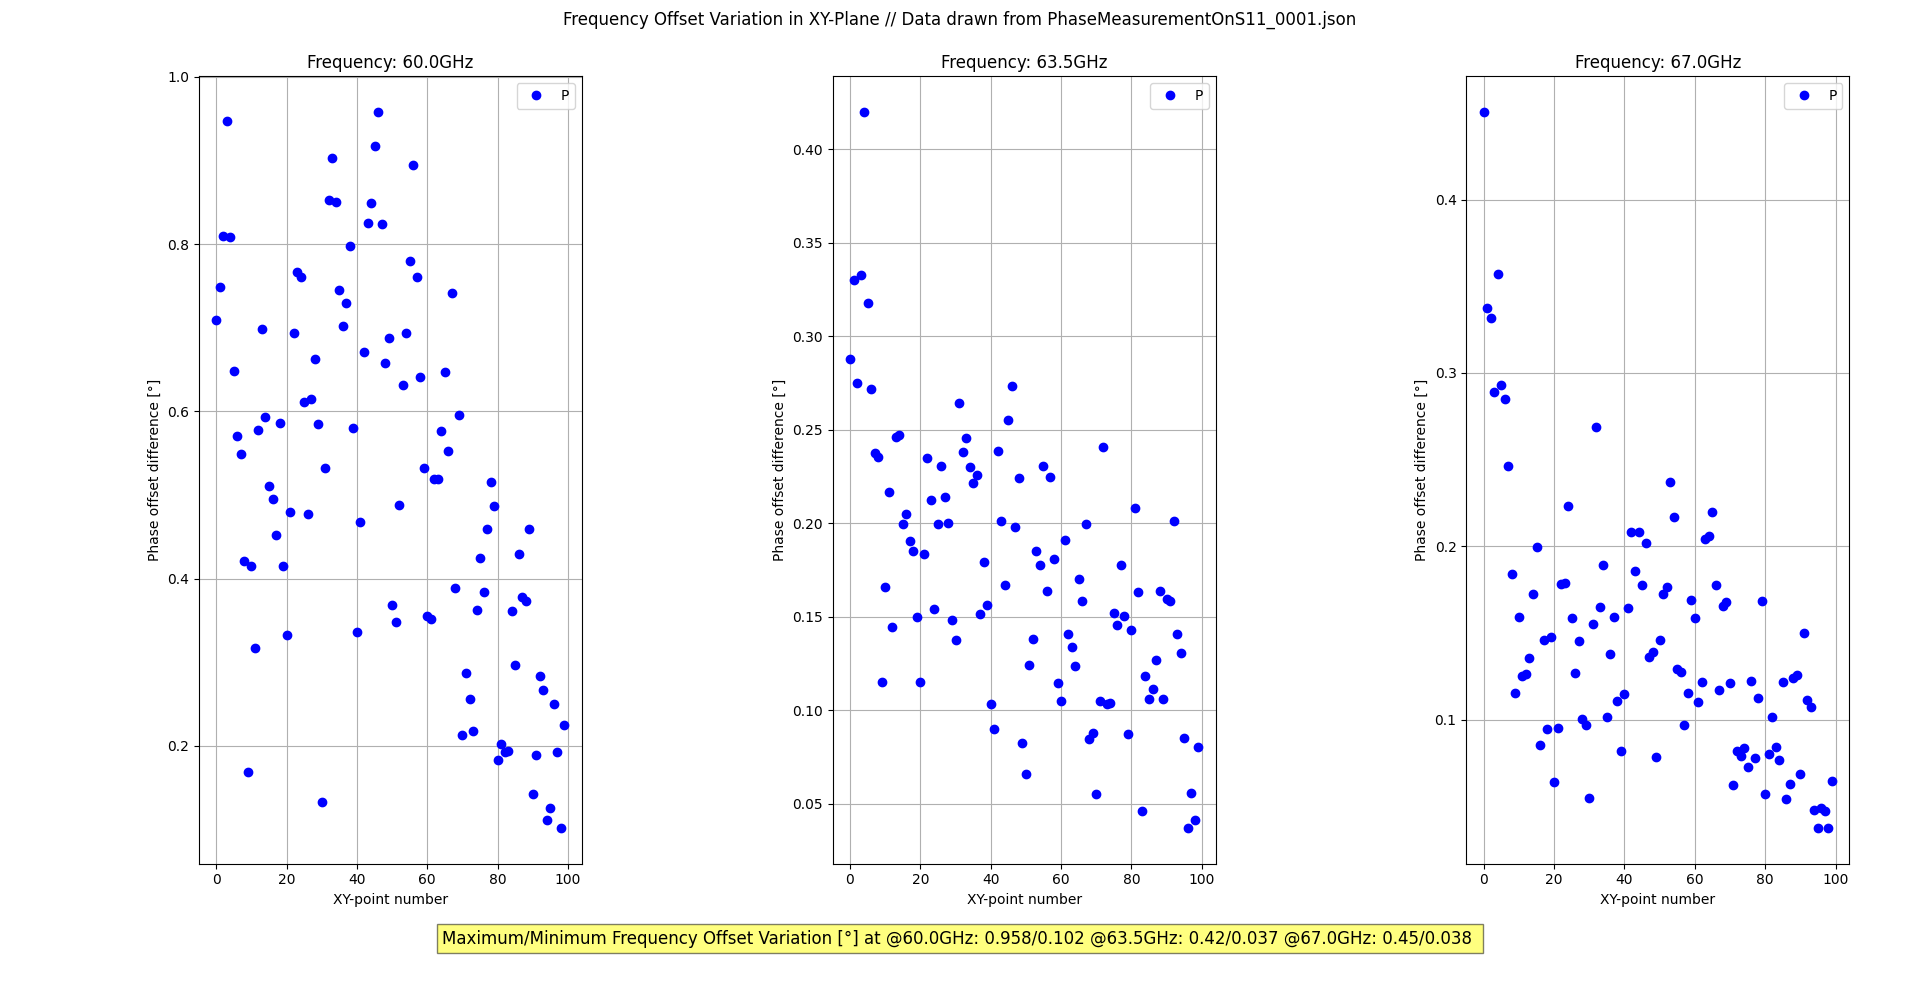 Frequency Offset Variation in XY-Plane // Data drawn from PhaseMeasurementOnS11_0001.json
Frequency: 60.0GHz
P
1.0
0.8
0.6
0.4
0.2
Phase offset difference [°]
0 20 40 60 80 100
XY-point number
Frequency: 63.5GHz
P
0.40
0.35
0.30
0.25
0.20
0.15
0.10
0.05
Phase offset difference [°]
0 20 40 60 80 100
XY-point number
Frequency: 67.0GHz
P
0.4
0.3
0.2
0.1
Phase offset difference [°]
0 20 40 60 80 100
XY-point number
Maximum/Minimum Frequency Offset Variation [°] at @60.0GHz: 0.958/0.102 @63.5GHz: 0.42/0.037 @67.0GHz: 0.45/0.038